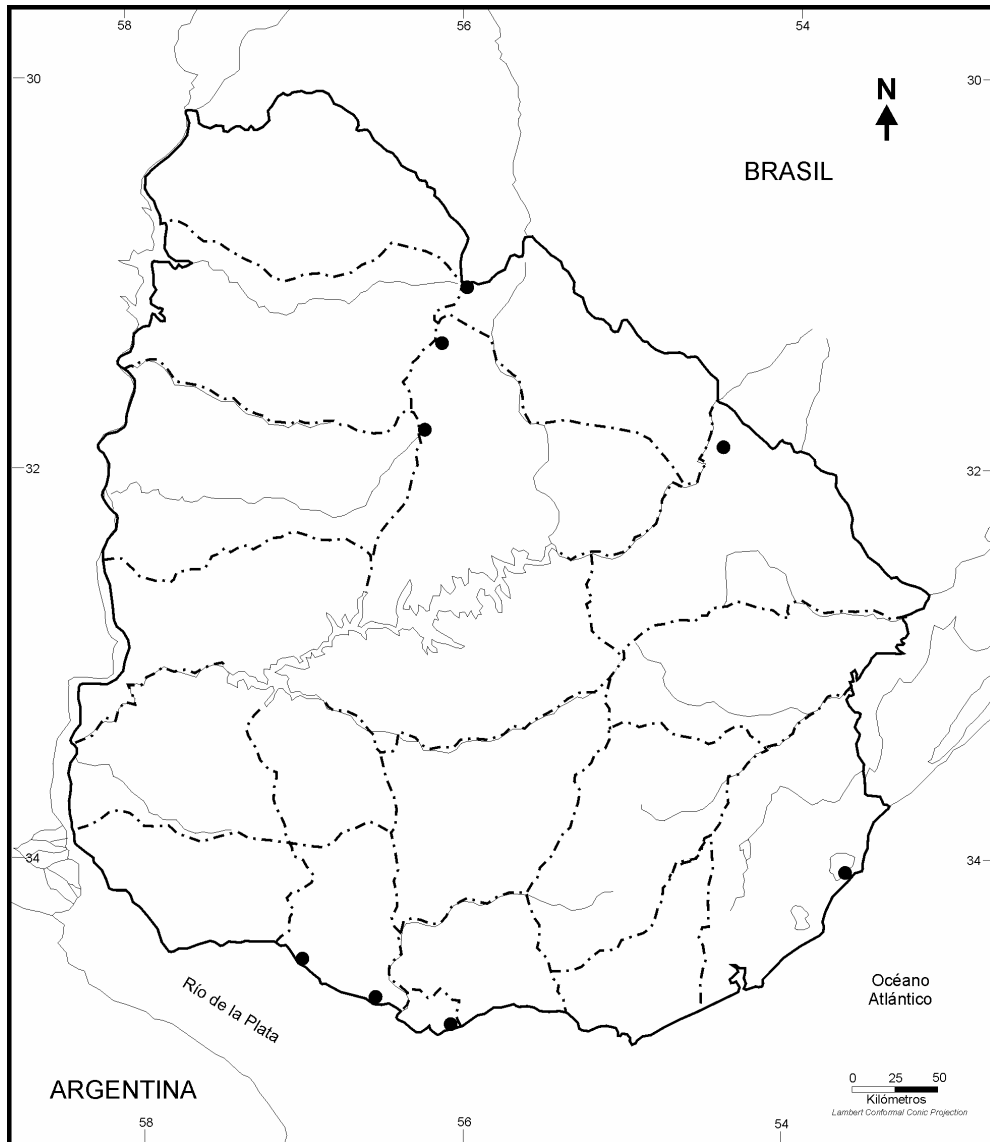 58 56 54
30 30
N
BRASIL
32 32
34 34
Río de la Plata
Océano
Atlántico
ARGENTINA
0 25 50
Kilómetros
Lambert Conformal Conic Projection
58 56 54